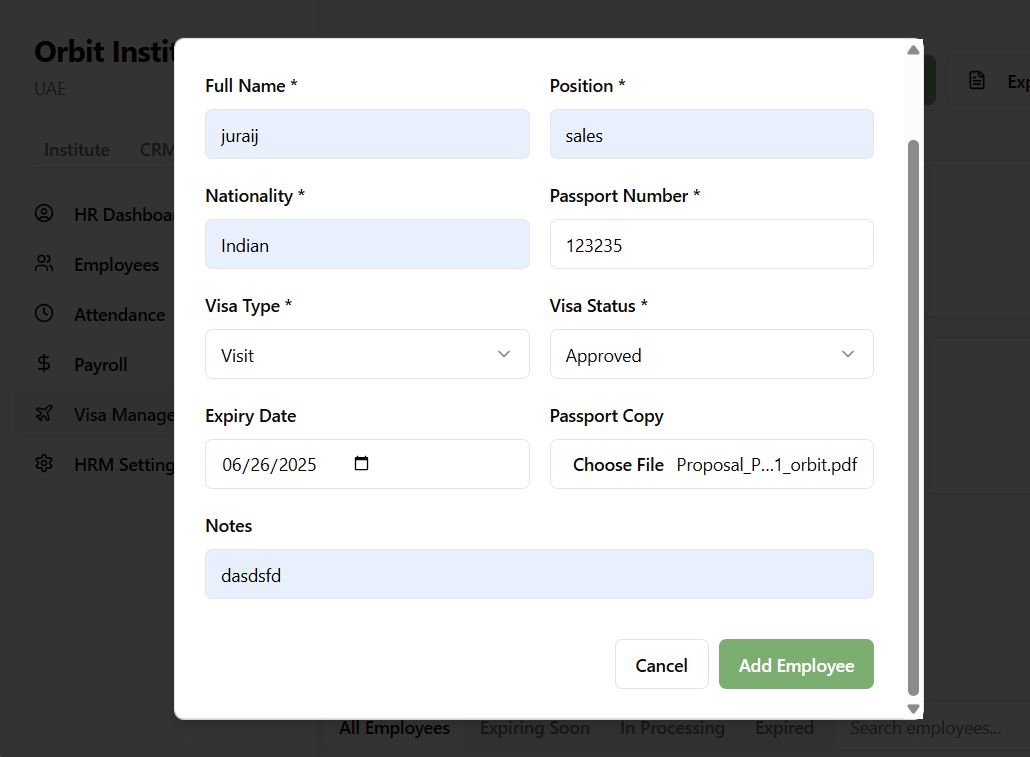 Orbit Instit
UAE
Institute CRM
HR Dashboar
Employees
Attendance
Payroll
Visa Manage
HRM Setting
Exp
Full Name * Position *
juraij sales
Nationality * Passport Number *
Indian 123235
Visa Type * Visa Status *
Visit Approved
Expiry Date Passport Copy
06/26/2025 Choose File Proposal_P...1_orbit.pdf
Notes
dasdsfd
Cancel Add Employee
All Employees Expiring Soon In Processing Expired Search employees...